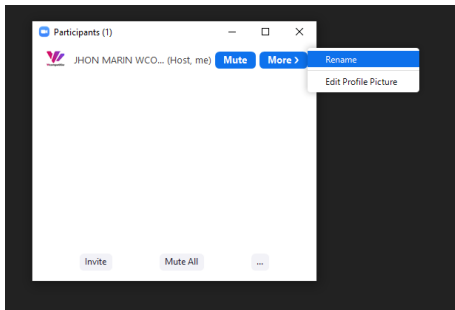 Participants (1)
JHON MARIN WCO... (Host, me) Mute More >
Rename
Edit Profile Picture
Invite Mute All ...